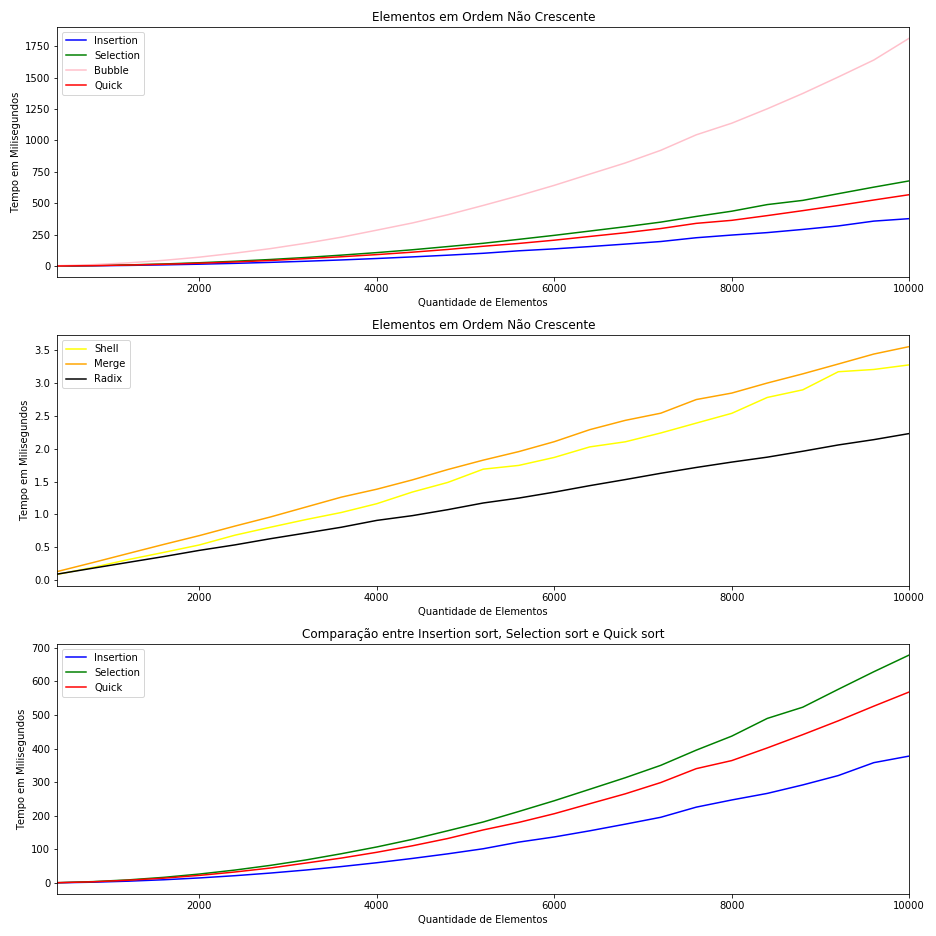 Elementos em Ordem Não Crescente
Insertion
Selection
Bubble
Quick
Tempo em Milisegundos
1750
1500
1250
1000
750
500
250
0
2000 4000 6000 8000 10000
Quantidade de Elementos
Elementos em Ordem Não Crescente
Shell
Merge
Radix
Tempo em Milisegundos
3.5
3.0
2.5
2.0
1.5
1.0
0.5
0.0
2000 4000 6000 8000 10000
Quantidade de Elementos
Comparação entre Insertion sort, Selection sort e Quick sort
Insertion
Selection
Quick
Tempo em Milisegundos
700
600
500
400
300
200
100
0
2000 4000 6000 8000 10000
Quantidade de Elementos